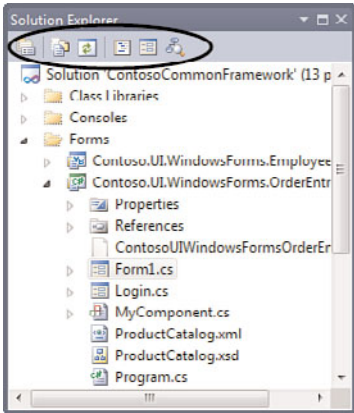 Solution Explorer
Solution 'ContosoCommonFramework' (13 p
Class Libraries
Consoles
Forms
Contoso.UI.WindowsForms.Employee
Contoso.UI.WindowsForms.OrderEntr
Properties
References
ContosoUIWindowsFormsOrderEr
Form1.cs
Login.cs
MyComponent.cs
ProductCatalog.xml
ProductCatalog.xsd
Program.cs